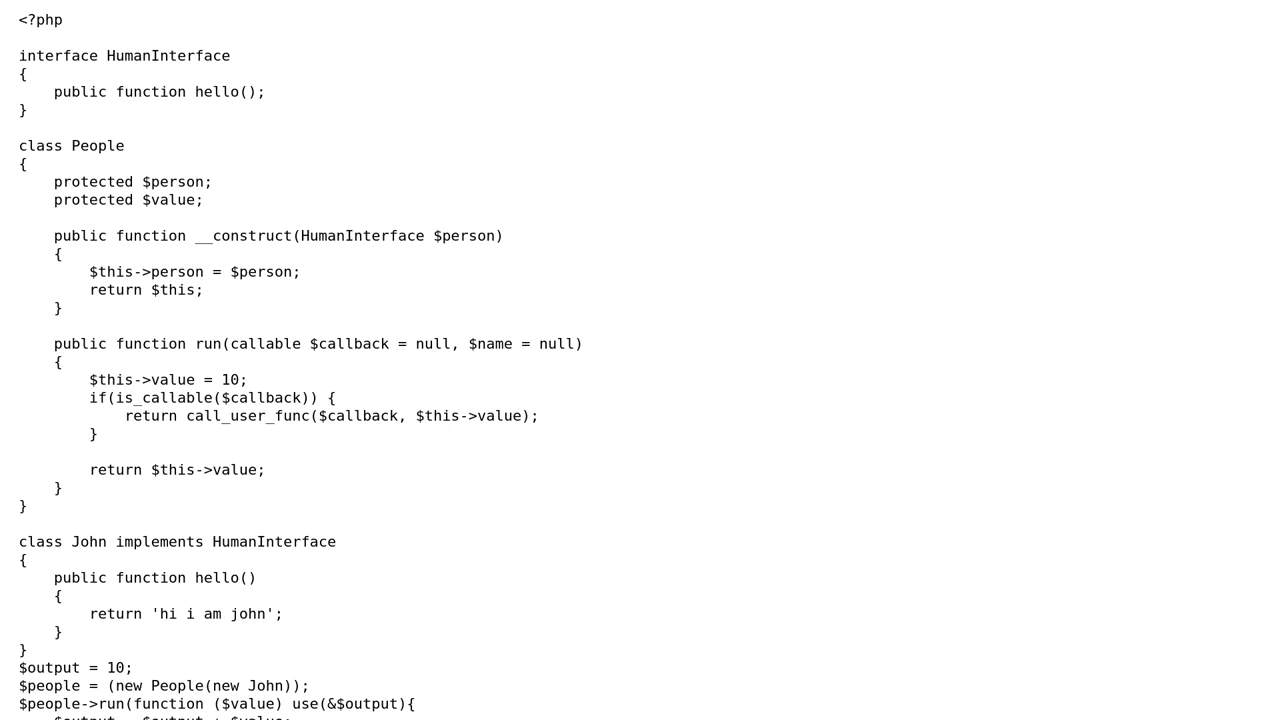 <?php

interface HumanInterface
{
    public function hello();
}

class People
{
    protected $person;
    protected $value;

    public function __construct(HumanInterface $person)
    {
        $this->person = $person;
        return $this;
    }

    public function run(callable $callback = null, $name = null)
    {
        $this->value = 10;
        if(is_callable($callback)) {
            return call_user_func($callback, $this->value);
        }

        return $this->value;
    }
}

class John implements HumanInterface
{
    public function hello()
    {
        return 'hi i am john';
    }
}
$output = 10;
$people = (new People(new John));
$people->run(function ($value) use(&$output){